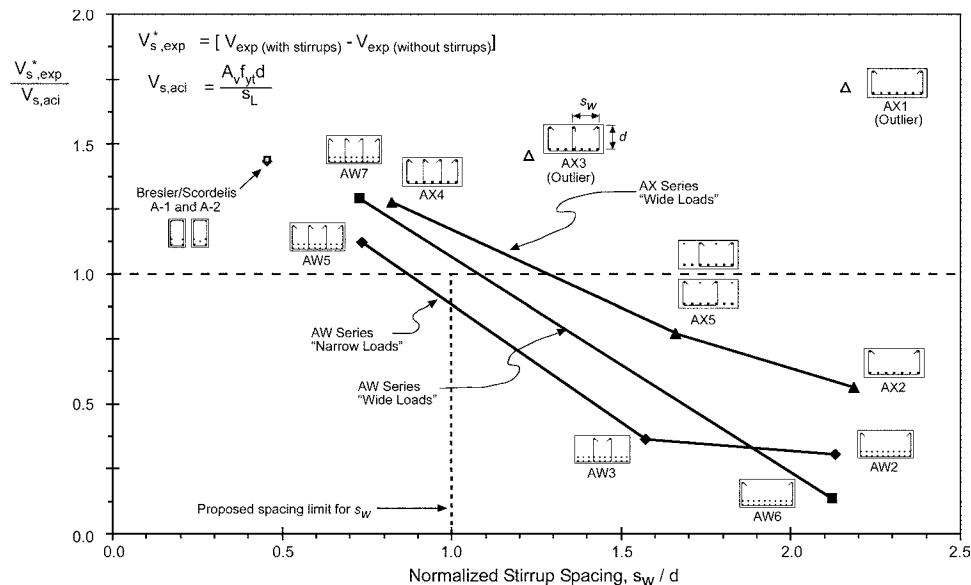 2.0
V*s,exp = [ Vexp (with stirrups) - Vexp (without stirrups)]
Vs,aci = Avfytd
sL
V*s,exp
Vs,aci
sw
d
AX1
(Outlier)
AX3
(Outlier)
1.5
AW7
AX4
Bresler/Scordelis
A-1 and A-2
AX Series
"Wide Loads"
AW5
1.0
AX5
AW Series
"Narrow Loads"
AW Series
"Wide Loads"
AX2
0.5
AW3
AW2
AW6
Proposed spacing limit for sw
0.0
0.0 0.5 1.0 1.5 2.0 2.5
Normalized Stirrup Spacing, sw / d